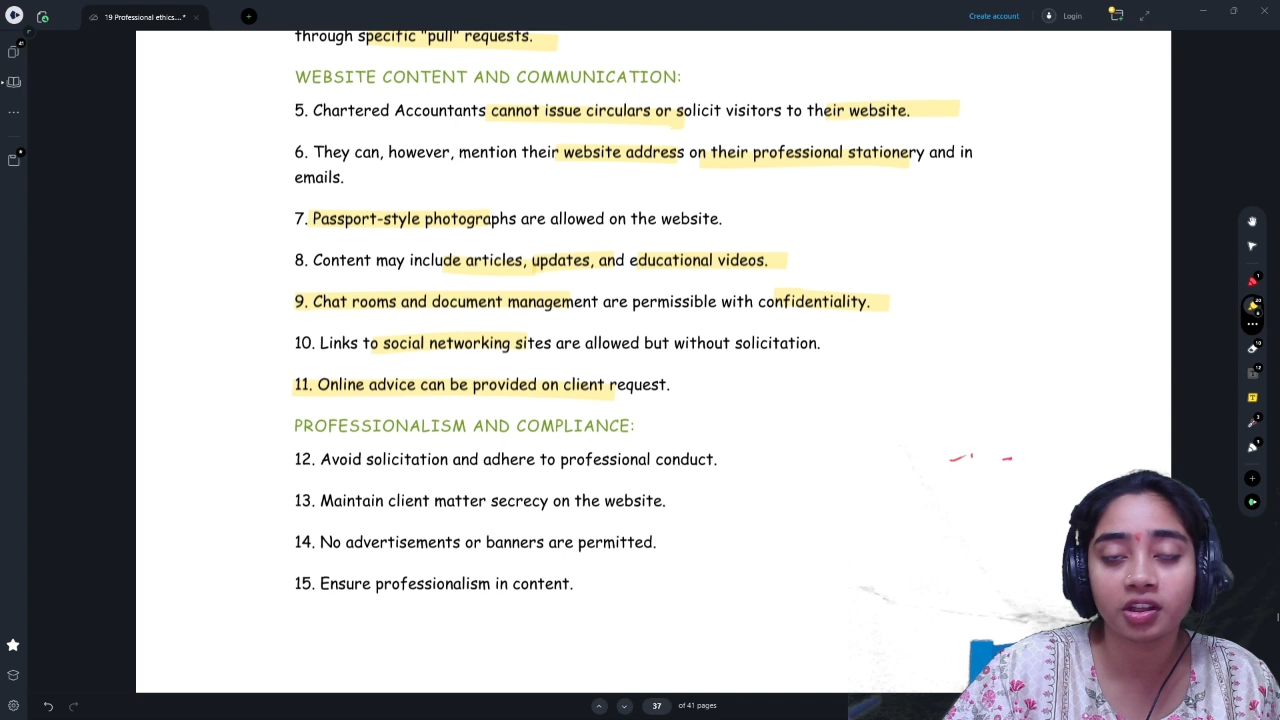 19 Professional ethics....*
Create account
Login
through specific "pull" requests.
WEBSITE CONTENT AND COMMUNICATION:
5. Chartered Accountants cannot issue circulars or solicit visitors to their website.
6. They can, however, mention their website address on their professional stationery and in
emails.
7. Passport-style photographs are allowed on the website.
8. Content may include articles, updates, and educational videos.
9. Chat rooms and document management are permissible with confidentiality.
10. Links to social networking sites are allowed but without solicitation.
11. Online advice can be provided on client request.
PROFESSIONALISM AND COMPLIANCE:
12. Avoid solicitation and adhere to professional conduct.
13. Maintain client matter secrecy on the website.
14. No advertisements or banners are permitted.
15. Ensure professionalism in content.
37 of 41 pages